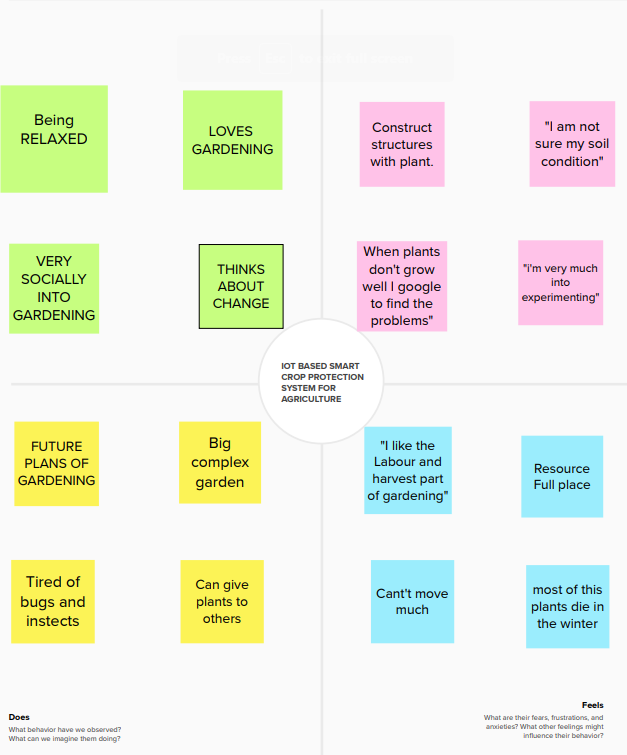 Being
RELAXED
LOVES
GARDENING
Construct
structures
with plant.
"I am not
sure my soil
condition"
VERY
SOCIALLY
INTO
GARDENING
THINKS
ABOUT
CHANGE
When plants
don't grow
well I google
to find the
problems"
"i'm very much
into
experimenting"
IOT BASED SMART
CROP PROTECTION
SYSTEM FOR
AGRICULTURE
FUTURE
PLANS OF
GARDENING
Big
complex
garden
"I like the
Labour and
harvest part
of gardening"
Resource
Full place
Tired of
bugs and
instects
Can give
plants to
others
Cant't move
much
most of this
plants die in
the winter
Does
What behavior have we observed?
What can we imagine them doing?
Feels
What are their fears, frustrations, and
anxieties? What other feelings might
influence their behavior?